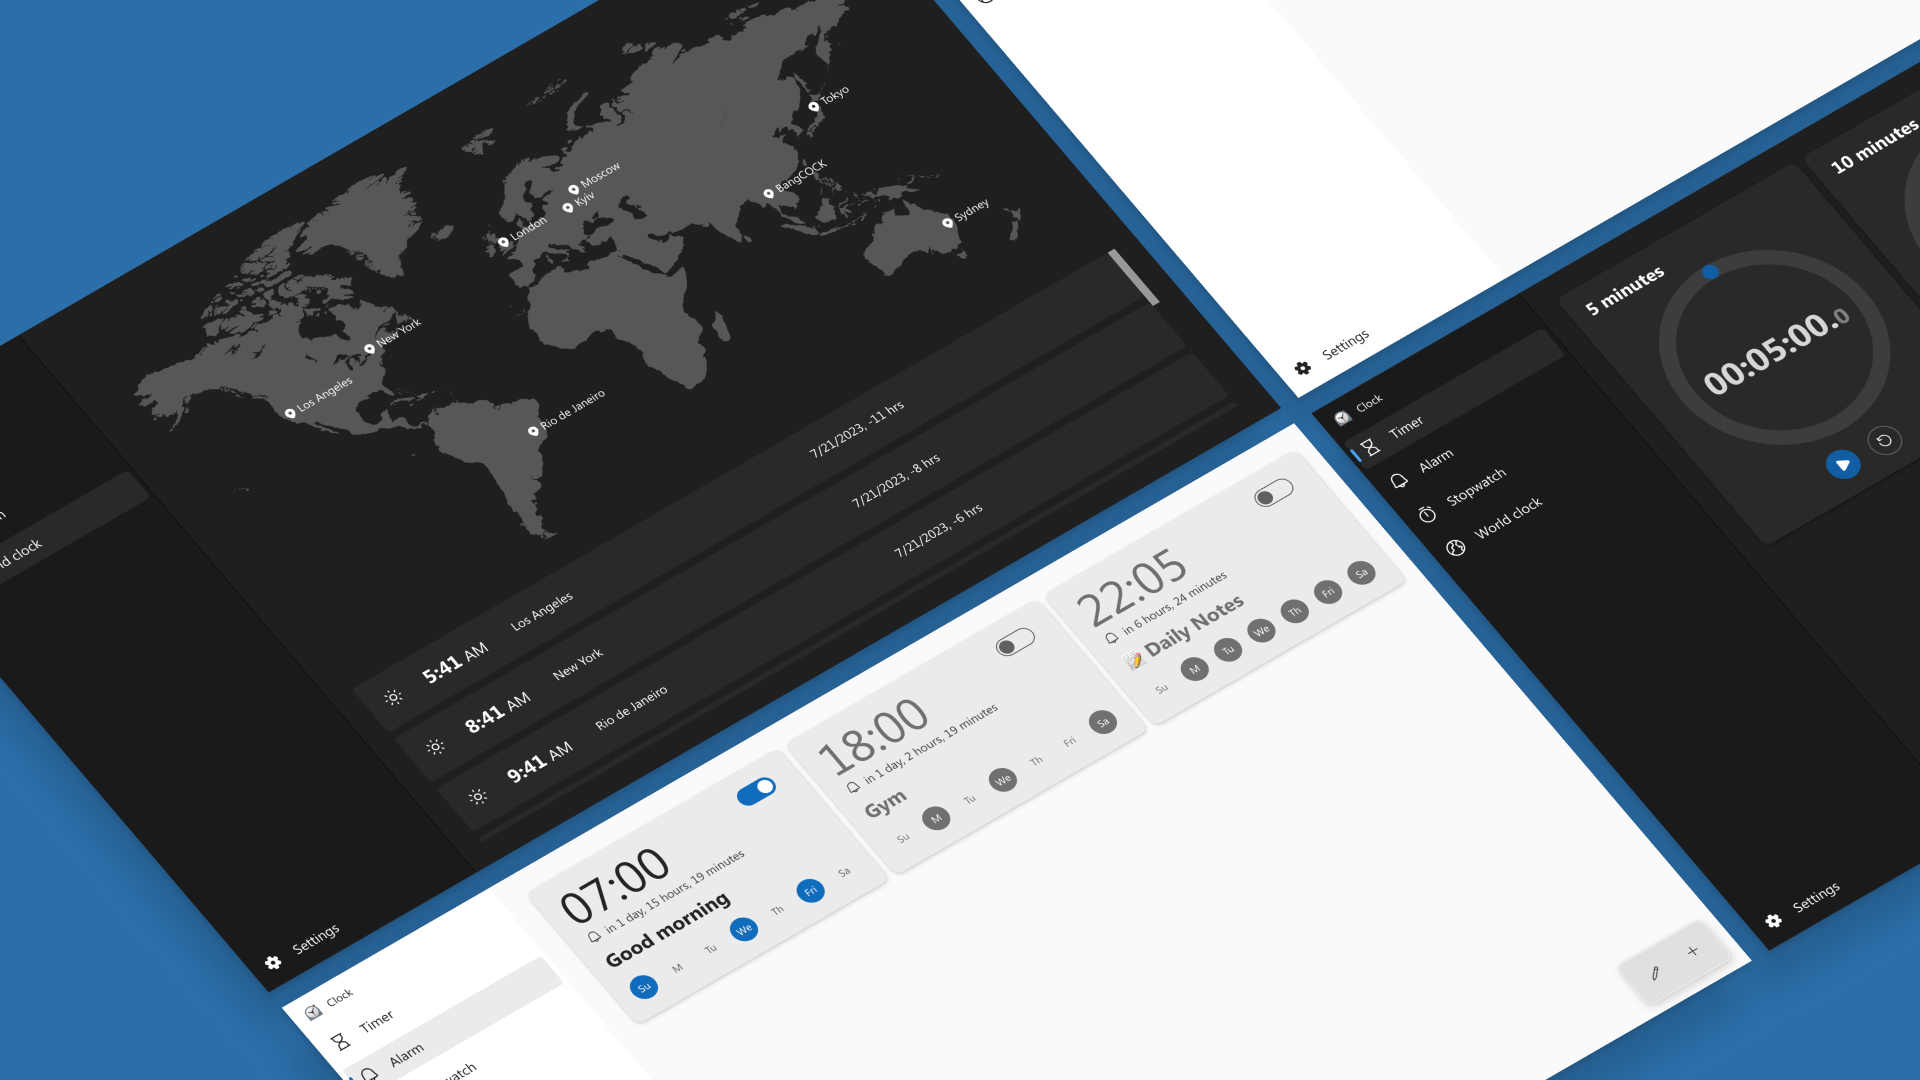 Tokyo
Moscow
Kyiv
London
BangCOCK
Sydney
New York
Los Angeles
Rio de Janeiro
ld clock
5:41 AM
Los Angeles
7/21/2023, -11 hrs
8:41 AM
New York
7/21/2023, -8 hrs
9:41 AM
Rio de Janeiro
7/21/2023, -6 hrs
Settings
Settings
Clock
Timer
Alarm
Stopwatch
World clock
Settings
5 minutes
00:05:00.0
10 minutes
Clock
Timer
Alarm
watch
07:00
in 1 day, 15 hours, 19 minutes
Good morning
Su M Tu We Th Fri Sa
18:00
in 1 day, 2 hours, 19 minutes
Gym
Su M Tu We Th Fri Sa
22:05
in 6 hours, 24 minutes
📝 Daily Notes
Su M Tu We Th Fri Sa